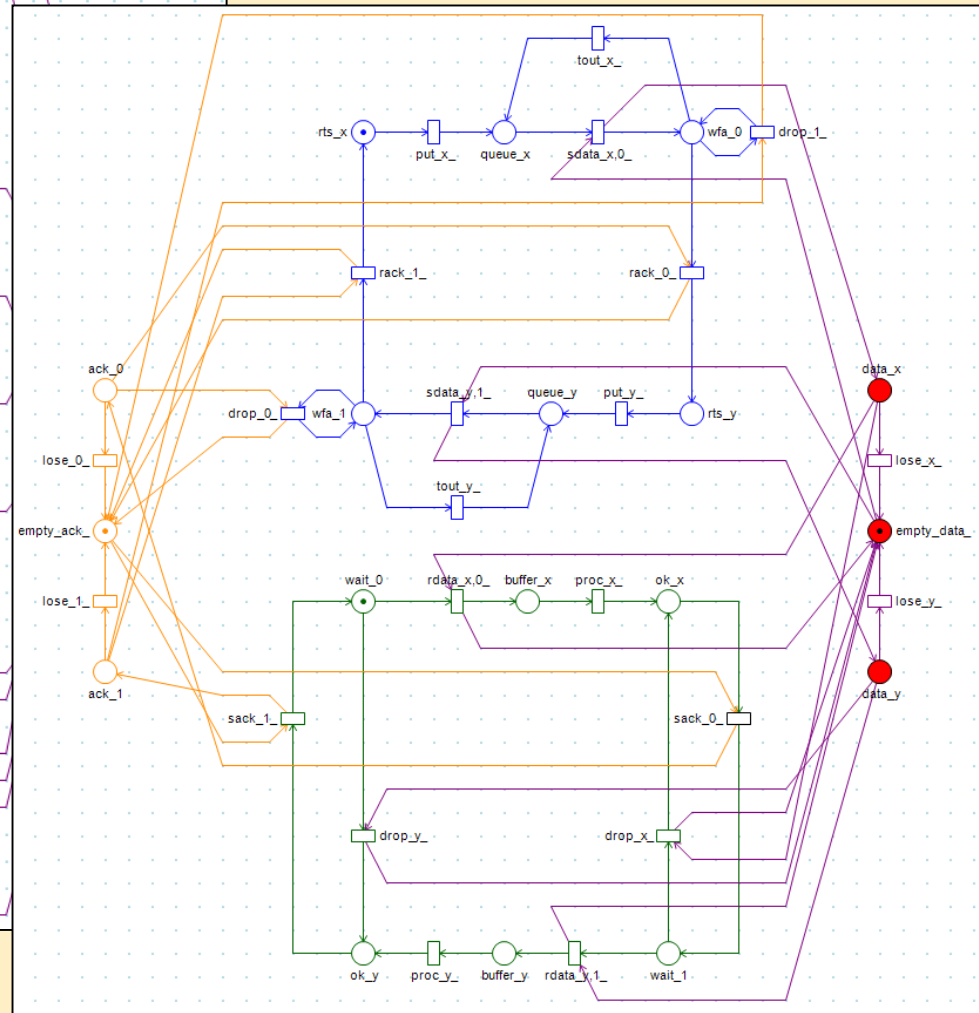 tout_x_
rts_x
put_x_
queue_x
sdata_x,0_
wfa_0
drop_1_
rack_1_
rack_0_
ack_0
data_x
drop_0_
wfa_1
sdata_y,1_
queue_y
put_y_
rts_y
lose_0_
lose_x_
tout_y_
empty_ack_
empty_data_
wait_0
rdata_x,0_
buffer_x
proc_x_
ok_x
lose_1_
lose_y_
ack_1
data_y
sack_1_
sack_0_
drop_y_
drop_x_
ok_y
proc_y_
buffer_y
rdata_y,1_
wait_1